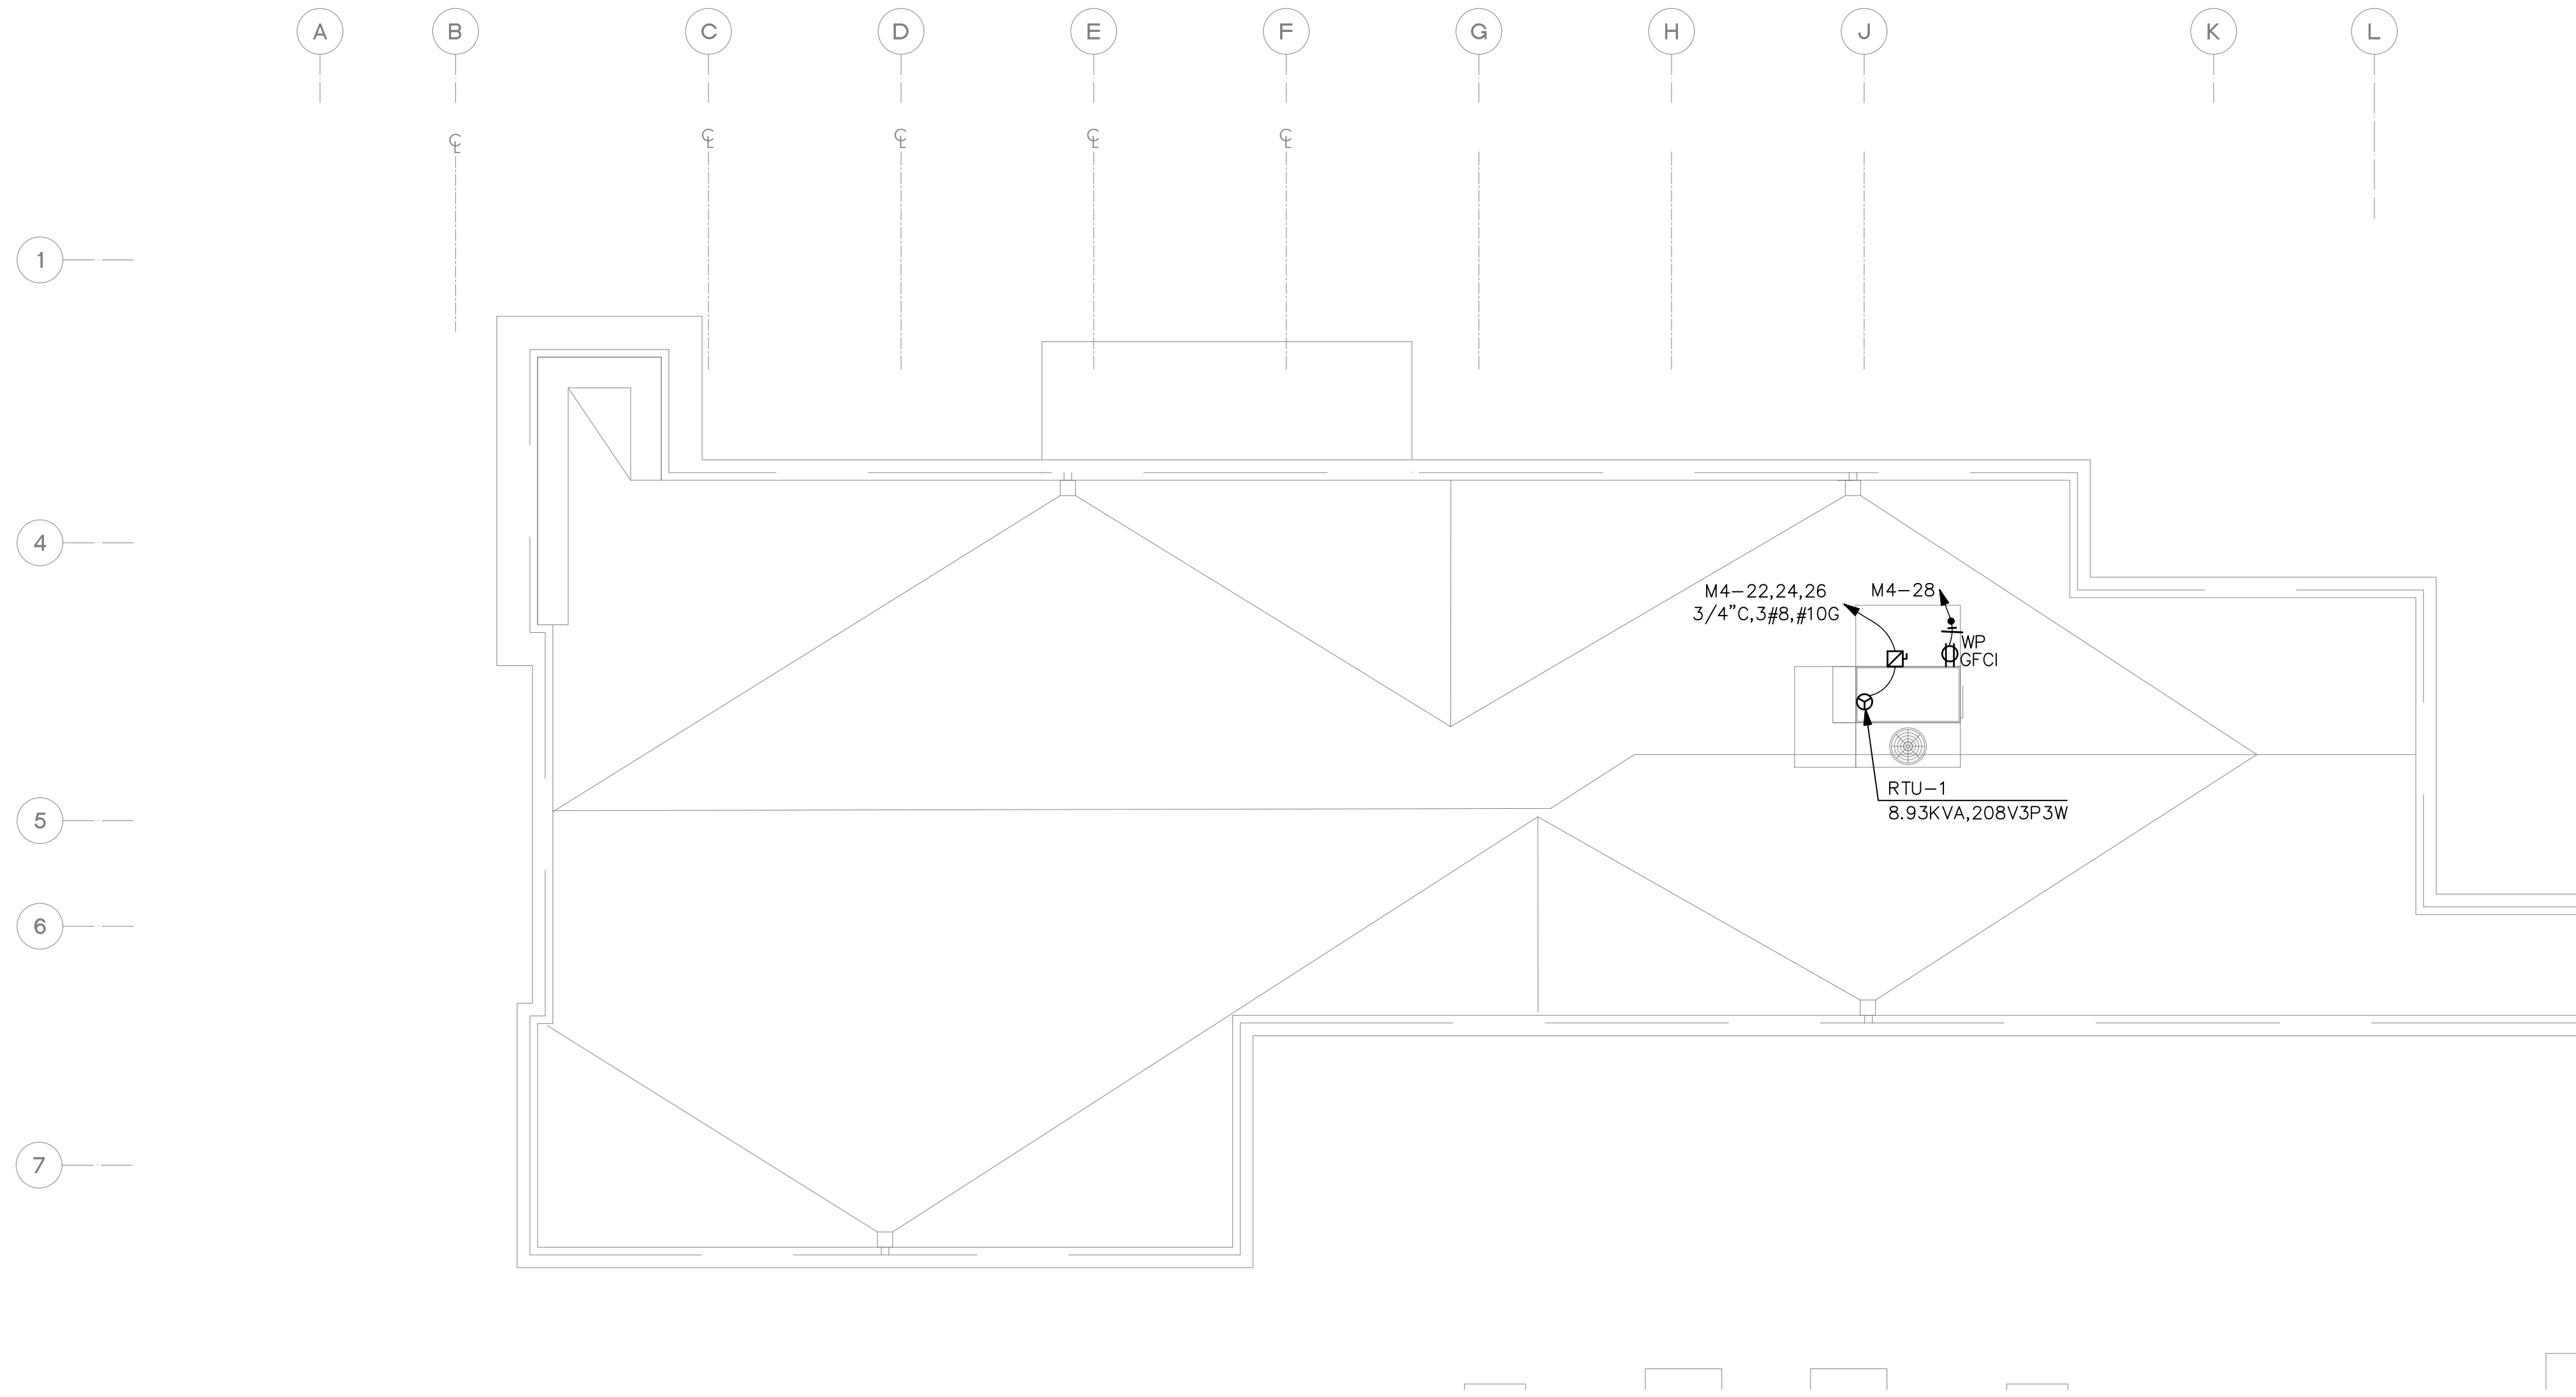 A B C D E F G H J K L
℄ ℄ ℄ ℄ ℄
1
4
M4-22,24,26
3/4"C,3#8,#10G
M4-28
WP
GFCI
RTU-1
8.93KVA,208V3P3W
5
6
7